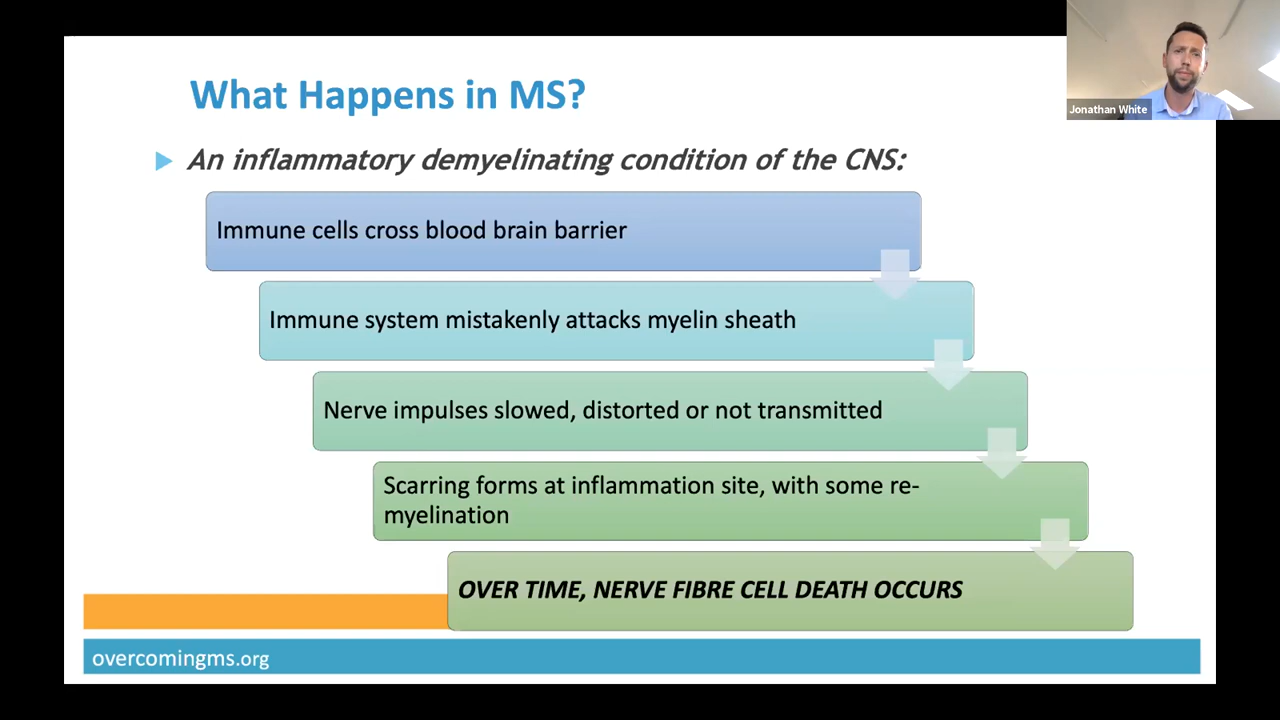 What Happens in MS?
Jonathan White
An inflammatory demyelinating condition of the CNS:
Immune cells cross blood brain barrier
Immune system mistakenly attacks myelin sheath
Nerve impulses slowed, distorted or not transmitted
Scarring forms at inflammation site, with some re-
myelination
OVER TIME, NERVE FIBRE CELL DEATH OCCURS
overcomingms.org